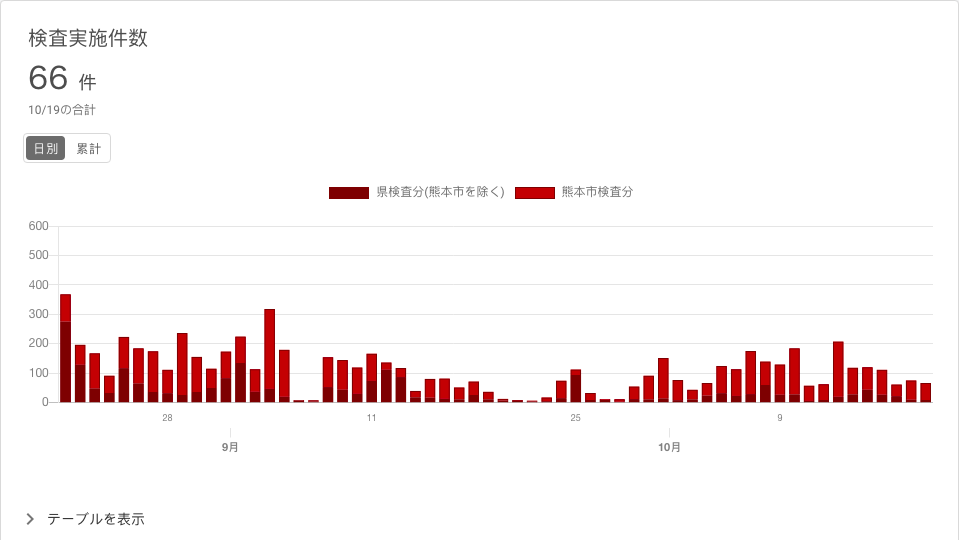 検査実施件数
66 件
10/19の合計
日別 累計
県検査分(熊本市を除く) 熊本市検査分
600
500
400
300
200
100
0
28 11 25 9
9月 10月
テーブルを表示